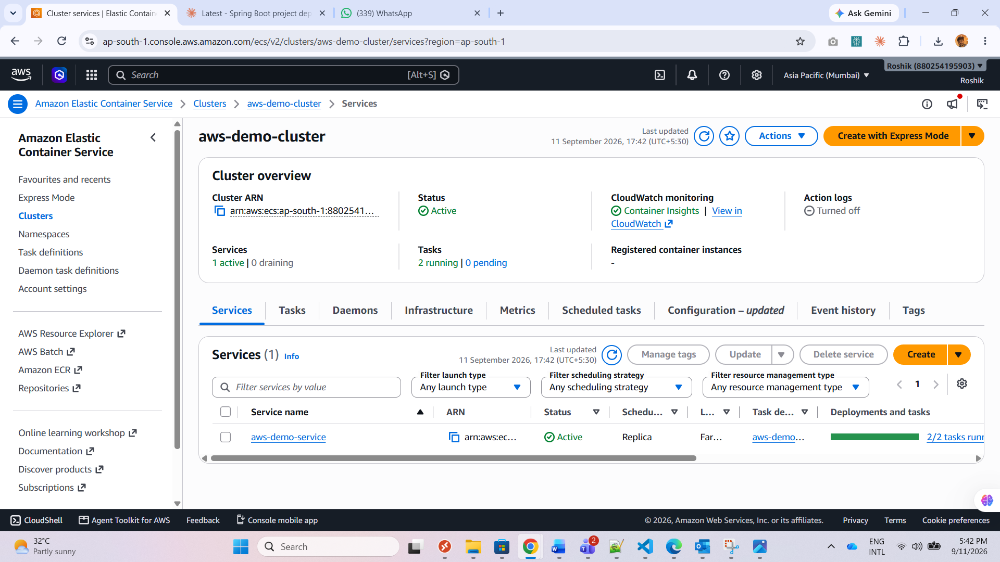 Cluster services | Elastic Contain
Latest - Spring Boot project dep
(339) WhatsApp
Ask Gemini
ap-south-1.console.aws.amazon.com/ecs/v2/clusters/aws-demo-cluster/services?region=ap-south-1
aws
Search [Alt+S]
Asia Pacific (Mumbai)
Roshik (880254195903)
Roshik
Amazon Elastic Container Service
Clusters
aws-demo-cluster
Services
Amazon Elastic
Container Service
Favourites and recents
Express Mode
Clusters
Namespaces
Task definitions
Daemon task definitions
Account settings
AWS Resource Explorer
AWS Batch
Amazon ECR
Repositories
Online learning workshop
Documentation
Discover products
Subscriptions
aws-demo-cluster
Last updated
11 September 2026, 17:42 (UTC+5:30)
Actions
Create with Express Mode
Cluster overview
Cluster ARN
arn:aws:ecs:ap-south-1:8802541...
Status
Active
CloudWatch monitoring
Container Insights | View in
CloudWatch
Action logs
Turned off
Services
1 active | 0 draining
Tasks
2 running | 0 pending
Registered container instances
-
Services
Tasks
Daemons
Infrastructure
Metrics
Scheduled tasks
Configuration – updated
Event history
Tags
Services (1) Info
Last updated
11 September 2026, 17:42 (UTC+5:30)
Manage tags
Update
Delete service
Create
Filter services by value
Filter launch type
Any launch type
Filter scheduling strategy
Any scheduling strategy
Filter resource management type
Any resource management type
1
Service name
ARN
Status
Schedu...
L...
Task de...
Deployments and tasks
aws-demo-service
arn:aws:ec...
Active
Replica
Far...
aws-demo...
2/2 tasks runn
CloudShell
Agent Toolkit for AWS
Feedback
Console mobile app
© 2026, Amazon Web Services, Inc. or its affiliates.
Privacy
Terms
Cookie preferences
32°C
Partly sunny
Search
2
ENG
INTL
5:42 PM
9/11/2026